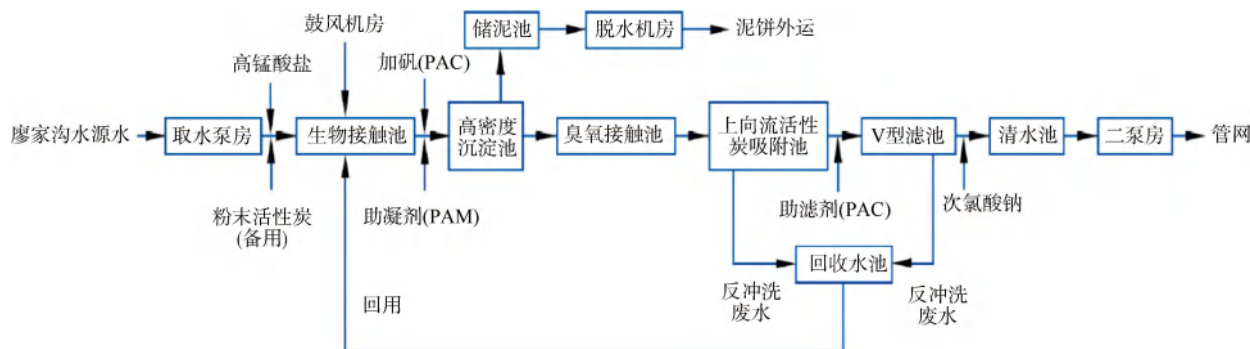 鼓风机房
储泥池
脱水机房
泥饼外运
高锰酸盐
加矾(PAC)
廖家沟水源水
取水泵房
生物接触池
高密度
沉淀池
臭氧接触池
上向流活性
炭吸附池
V型滤池
清水池
二泵房
管网
粉末活性炭
(备用)
助凝剂(PAM)
助滤剂(PAC)
次氯酸钠
回收水池
回用
反冲洗
废水
反冲洗
废水